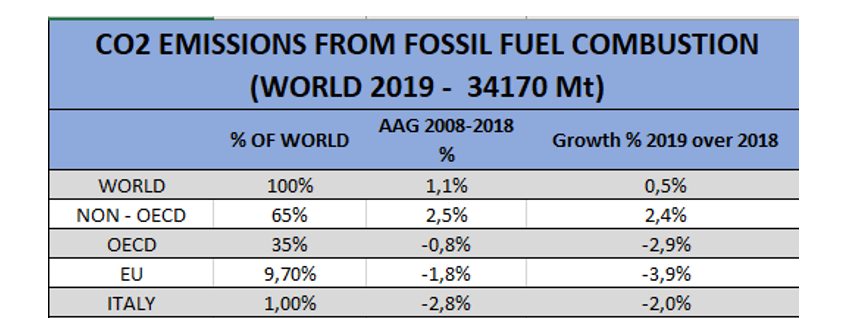 CO2 EMISSIONS FROM FOSSIL FUEL COMBUSTION
(WORLD 2019 - 34170 Mt)
% OF WORLD AAG 2008-2018 % Growth % 2019 over 2018
WORLD 100% 1,1% 0,5%
NON - OECD 65% 2,5% 2,4%
OECD 35% -0,8% -2,9%
EU 9,70% -1,8% -3,9%
ITALY 1,00% -2,8% -2,0%